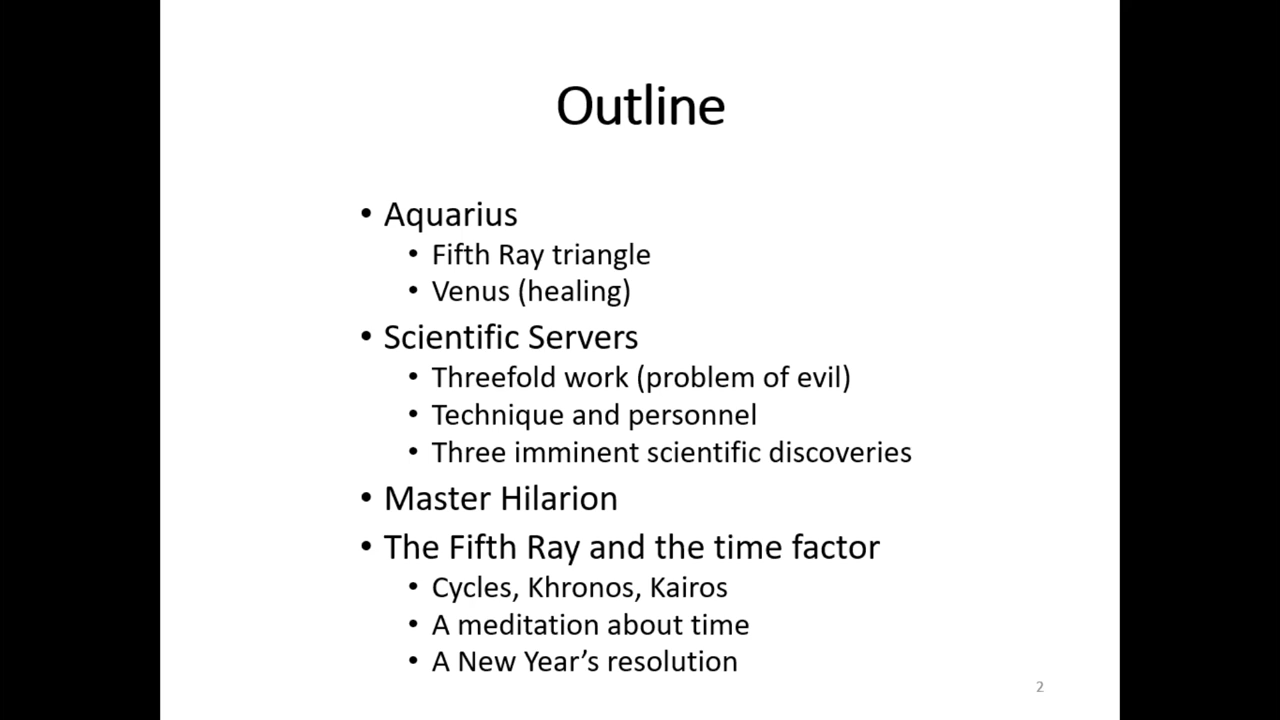 Outline
• Aquarius
• Fifth Ray triangle
• Venus (healing)
• Scientific Servers
• Threefold work (problem of evil)
• Technique and personnel
• Three imminent scientific discoveries
• Master Hilarion
• The Fifth Ray and the time factor
• Cycles, Khronos, Kairos
• A meditation about time
• A New Year’s resolution
2